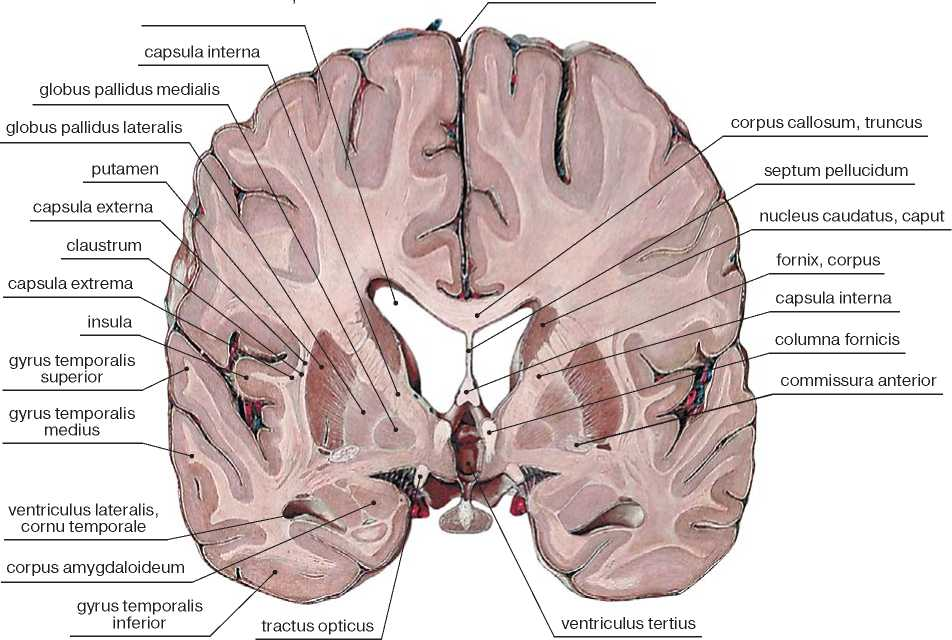 capsula interna
globus pallidus medialis
globus pallidus lateralis
putamen
capsula externa
claustrum
capsula extrema
insula
gyrus temporalis
superior
gyrus temporalis
medius
ventriculus lateralis,
cornu temporale
corpus amygdaloideum
gyrus temporalis
inferior
tractus opticus
corpus callosum, truncus
septum pellucidum
nucleus caudatus, caput
fornix, corpus
capsula interna
columna fornicis
commissura anterior
ventriculus tertius